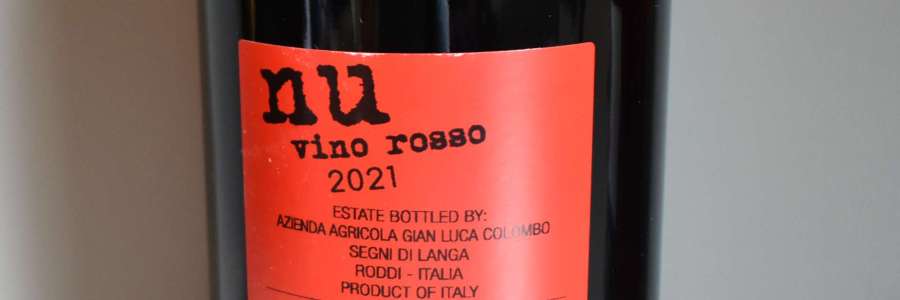 nu
vino rosso
2021
ESTATE BOTTLED BY:
AZIENDA AGRICOLA GIAN LUCA COLOMBO
SEGNI DI LANGA
RODDI - ITALIA
PRODUCT OF ITALY